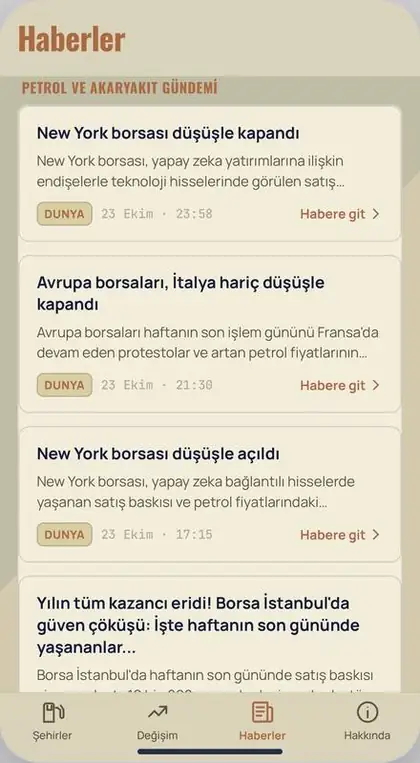 Haberler
PETROL VE AKARYAKIT GÜNDEMİ
New York borsası düşüşle kapandı
New York borsası, yapay zeka yatırımlarına ilişkin
endişelerle teknoloji hisselerinde görülen satış...
DUNYA 23 Ekim · 23:58 Habere git
Avrupa borsaları, İtalya hariç düşüşle
kapandı
Avrupa borsaları haftanın son işlem gününü Fransa'da
devam eden protestolar ve artan petrol fiyatlarının...
DUNYA 23 Ekim · 21:30 Habere git
New York borsası düşüşle açıldı
New York borsası, yapay zeka bağlantılı hisselerde
yaşanan satış baskısı ve petrol fiyatlarındaki...
DUNYA 23 Ekim · 17:15 Habere git
Yılın tüm kazancı eridi! Borsa İstanbul'da
güven çöküşü: İşte haftanın son gününde
yaşananlar...
Borsa İstanbul'da haftanın son gününde satış baskısı
Şehirler Değişim Haberler Hakkında